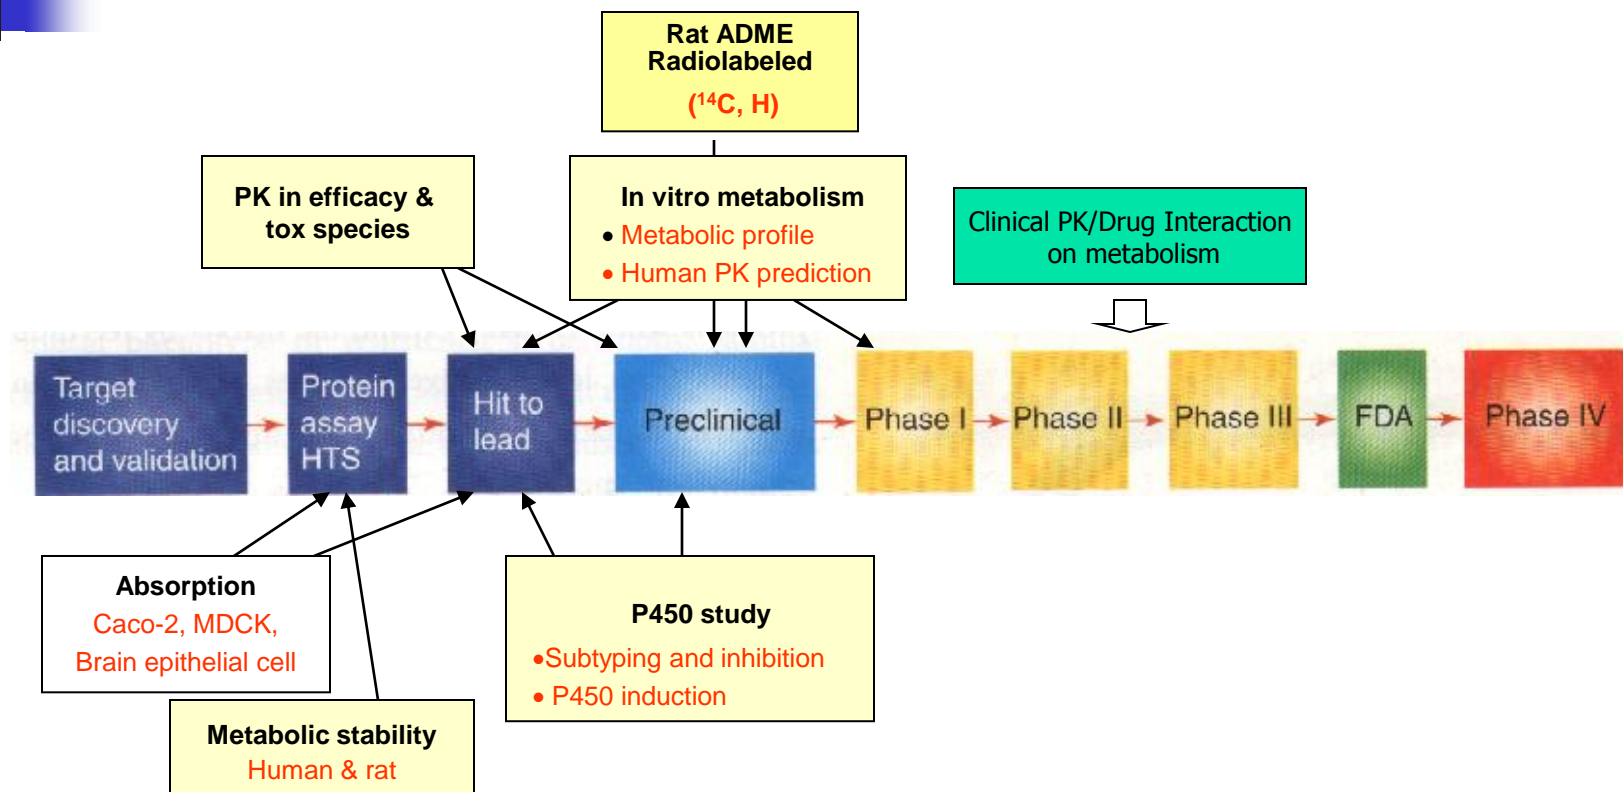 Rat ADME
Radiolabeled
(¹⁴C, H)
PK in efficacy &
tox species
In vitro metabolism
• Metabolic profile
• Human PK prediction
Clinical PK/Drug Interaction
on metabolism
Target
discovery
and validation
Protein
assay
HTS
Hit to
lead
Preclinical
Phase I
Phase II
Phase III
FDA
Phase IV
Absorption
Caco-2, MDCK,
Brain epithelial cell
P450 study
•Subtyping and inhibition
• P450 induction
Metabolic stability
Human & rat